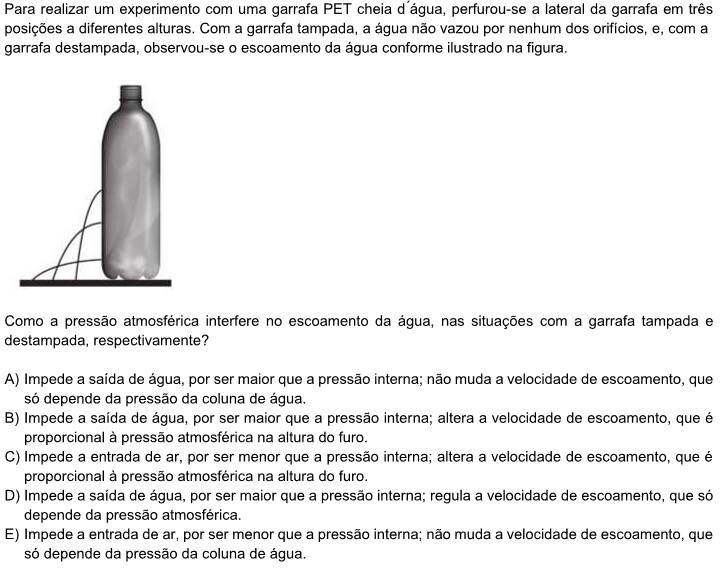 Para realizar um experimento com uma garrafa PET cheia d´água, perfurou-se a lateral da garrafa em três
posições a diferentes alturas. Com a garrafa tampada, a água não vazou por nenhum dos orifícios, e, com a
garrafa destampada, observou-se o escoamento da água conforme ilustrado na figura.
Como a pressão atmosférica interfere no escoamento da água, nas situações com a garrafa tampada e
destampada, respectivamente?
A) Impede a saída de água, por ser maior que a pressão interna; não muda a velocidade de escoamento, que
só depende da pressão da coluna de água.
B) Impede a saída de água, por ser maior que a pressão interna; altera a velocidade de escoamento, que é
proporcional à pressão atmosférica na altura do furo.
C) Impede a entrada de ar, por ser menor que a pressão interna; altera a velocidade de escoamento, que é
proporcional à pressão atmosférica na altura do furo.
D) Impede a saída de água, por ser maior que a pressão interna; regula a velocidade de escoamento, que só
depende da pressão atmosférica.
E) Impede a entrada de ar, por ser menor que a pressão interna; não muda a velocidade de escoamento, que
só depende da pressão da coluna de água.